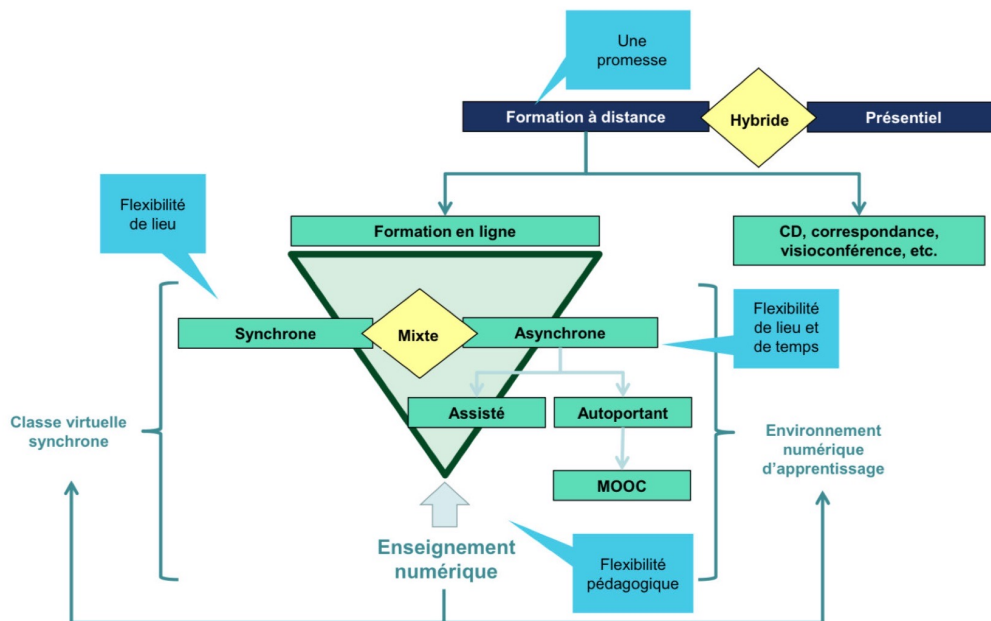 Une
promesse
Formation à distance
Hybride
Présentiel
Flexibilité
de lieu
Formation en ligne
CD, correspondance,
visioconférence, etc.
Synchrone
Mixte
Asynchrone
Flexibilité
de lieu et
de temps
Assisté
Autoportant
Classe virtuelle
synchrone
Environnement
numérique
d'apprentissage
MOOC
Enseignement
numérique
Flexibilité
pédagogique